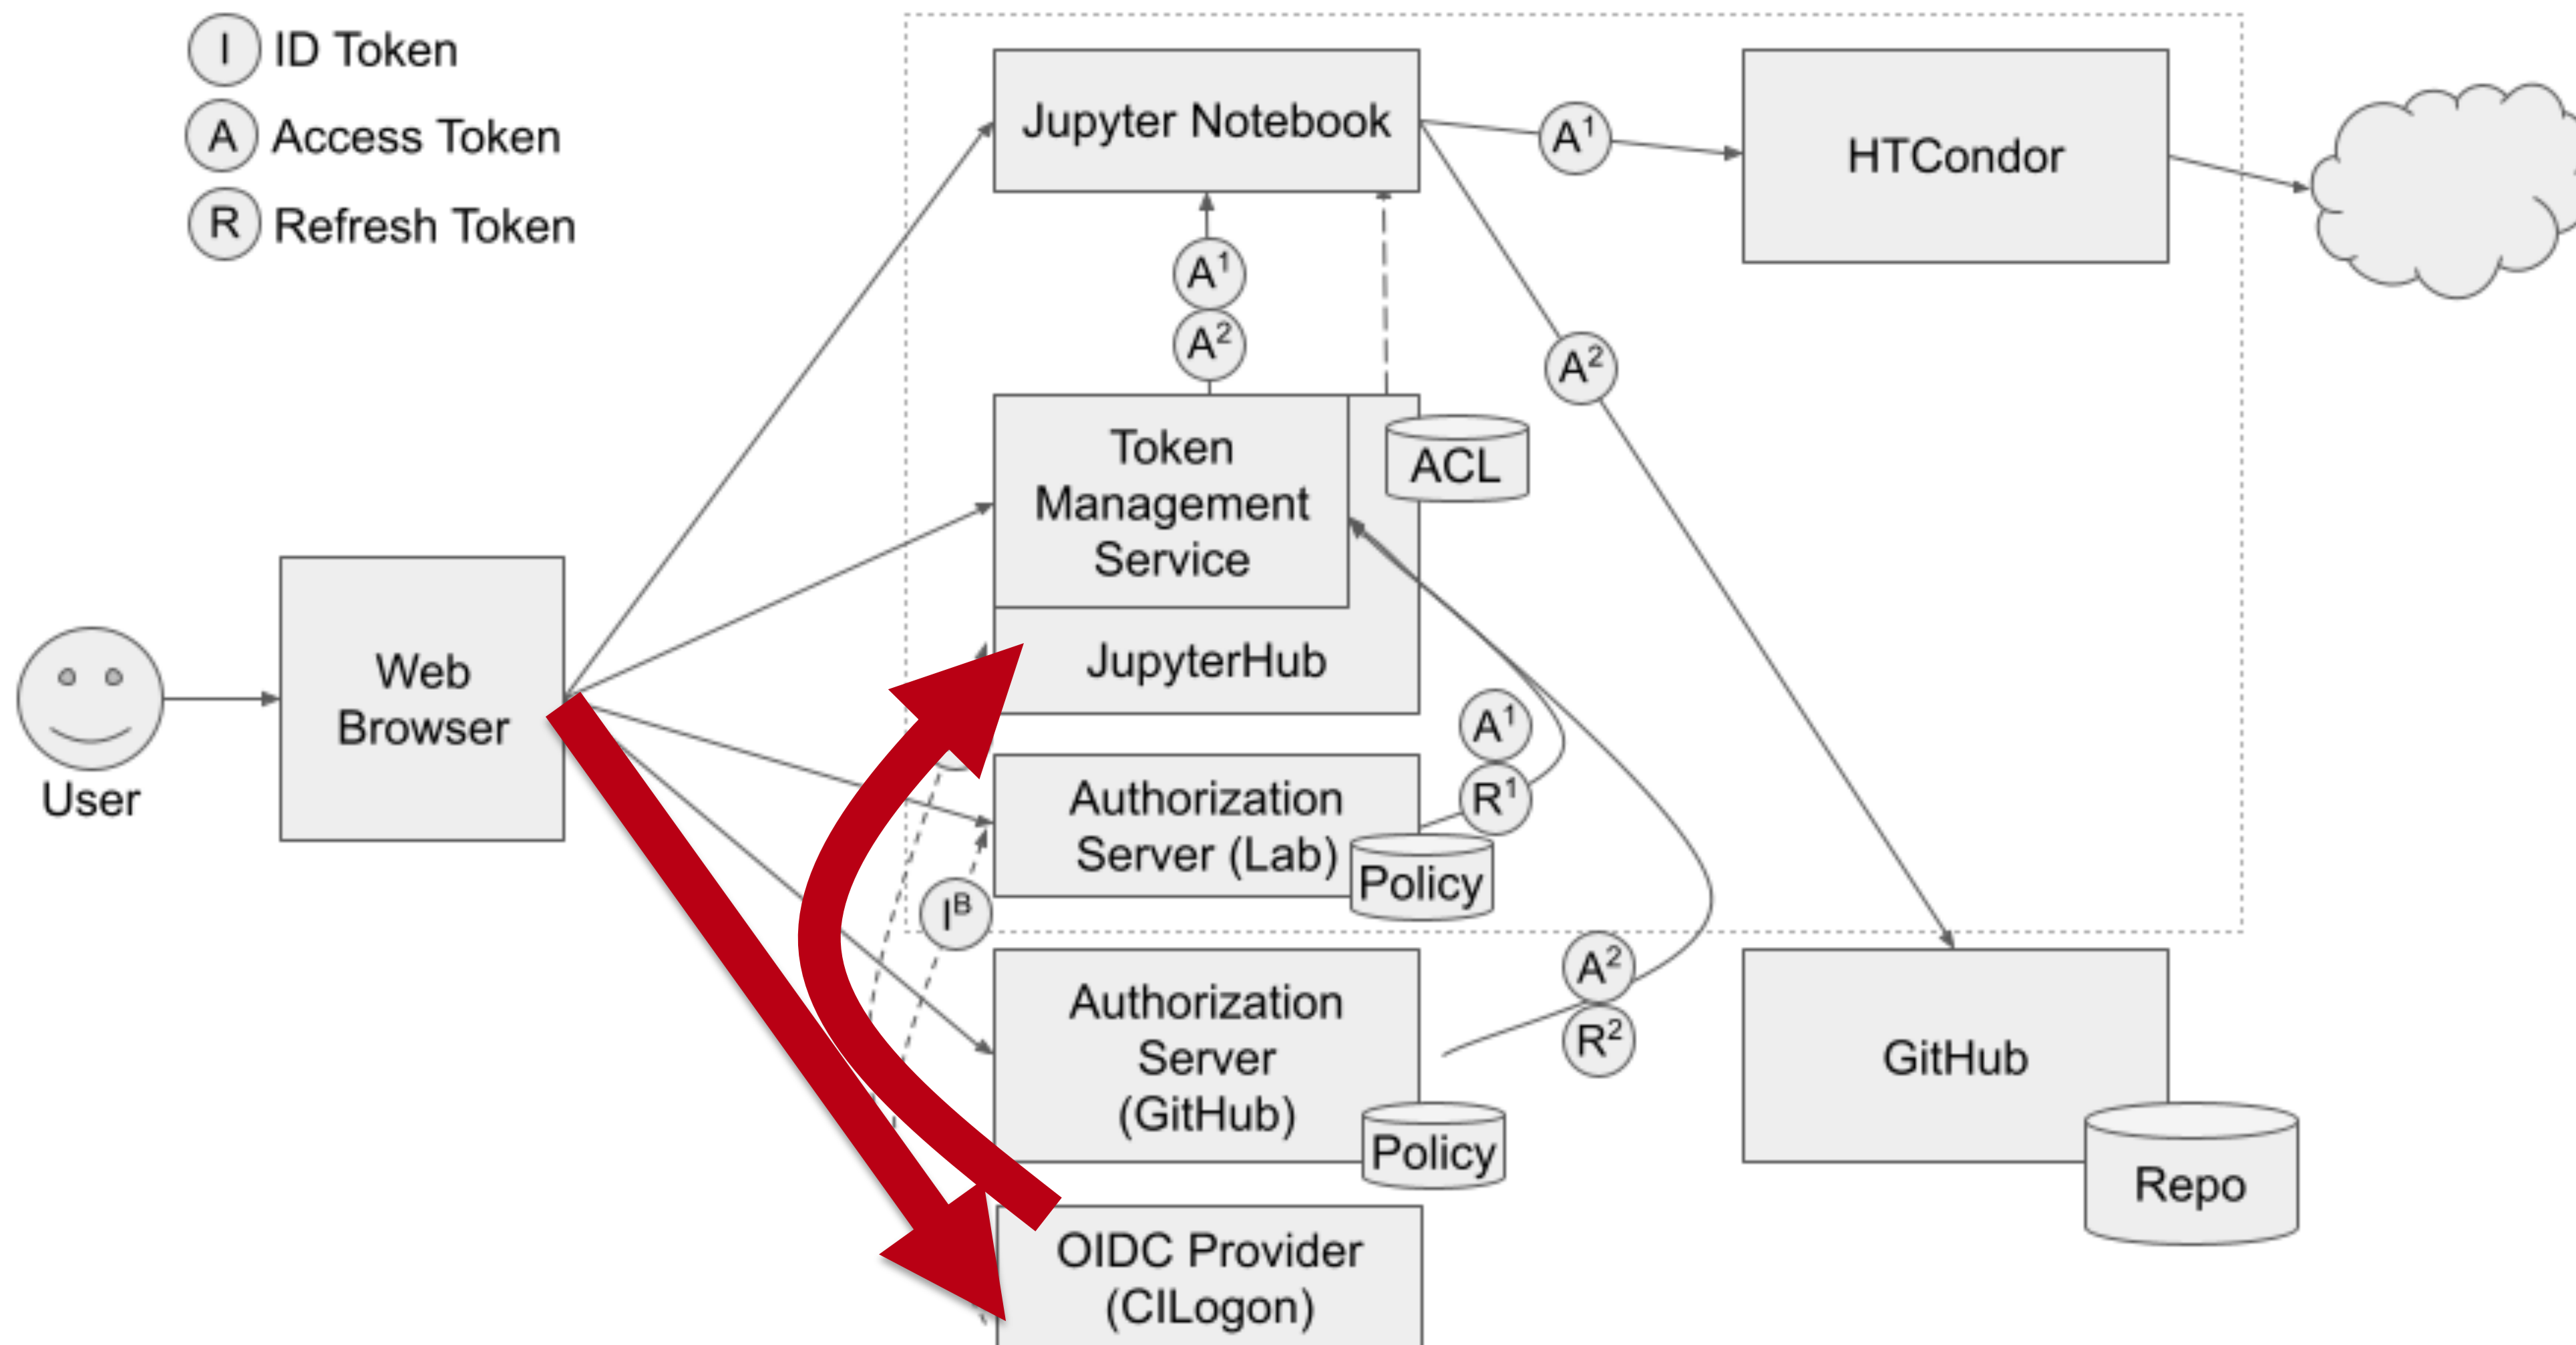 I ID Token
A Access Token
R Refresh Token
Jupyter Notebook
A¹
HTCondor
A¹
A²
A²
Token
Management
Service
ACL
JupyterHub
Web
Browser
User
A¹
R¹
Authorization
Server (Lab)
Policy
Iᴮ
A²
R²
Authorization
Server
(GitHub)
Policy
GitHub
Repo
OIDC Provider
(CILogon)